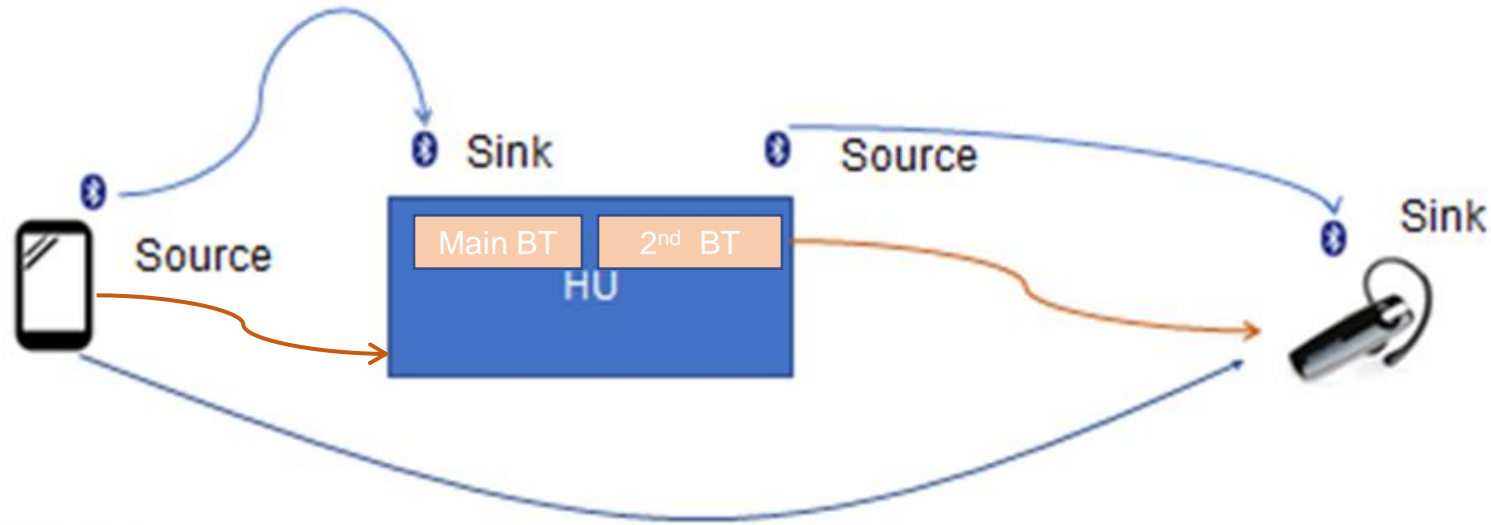 Sink
Source
Sink
Source
Main BT
2nd BT
HU